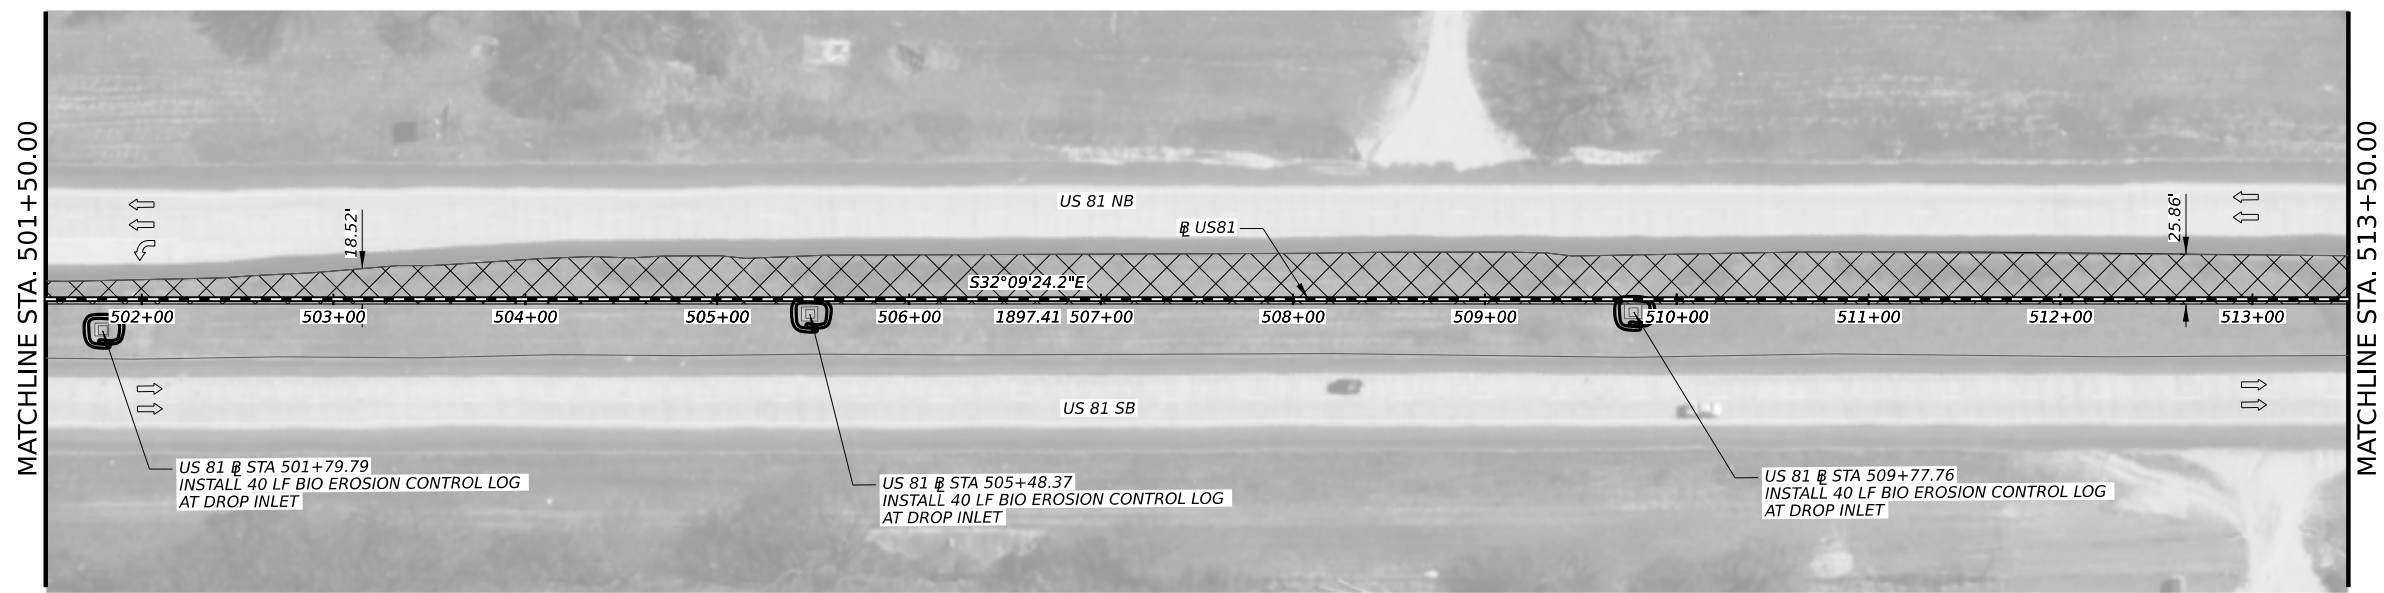 MATCHLINE STA. 501+50.00
MATCHLINE STA. 513+50.00
18.52'
25.86'
US 81 NB
BL US81
S32°09'24.2"E
502+00
503+00
504+00
505+00
506+00
1897.41
507+00
508+00
509+00
510+00
511+00
512+00
513+00
US 81 SB
US 81 BL STA 501+79.79
INSTALL 40 LF BIO EROSION CONTROL LOG
AT DROP INLET
US 81 BL STA 505+48.37
INSTALL 40 LF BIO EROSION CONTROL LOG
AT DROP INLET
US 81 BL STA 509+77.76
INSTALL 40 LF BIO EROSION CONTROL LOG
AT DROP INLET